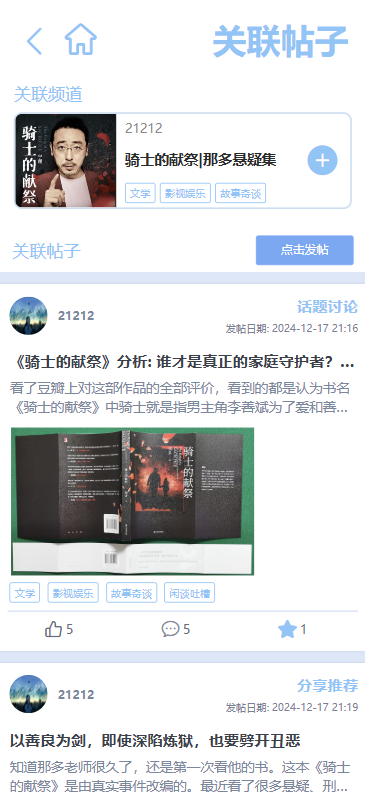 关联帖子
关联频道
骑士的献祭
21212
骑士的献祭|那多悬疑集
文学 影视娱乐 故事奇谈
关联帖子
点击发帖
21212
话题讨论
发帖日期: 2024-12-17 21:16
《骑士的献祭》分析: 谁才是真正的家庭守护者？...
看了豆瓣上对这部作品的全部评价，看到的都是认为书名
《骑士的献祭》中骑士就是指男主角李善斌为了爱和善...
骑士的献祭
文学 影视娱乐 故事奇谈 闲谈吐槽
5 5 1
21212
分享推荐
发帖日期: 2024-12-17 21:19
以善良为剑，即使深陷炼狱，也要劈开丑恶
知道那多老师很久了，还是第一次看他的书。这本《骑士
的献祭》是由真实事件改编的。最近看了很多悬疑、刑...